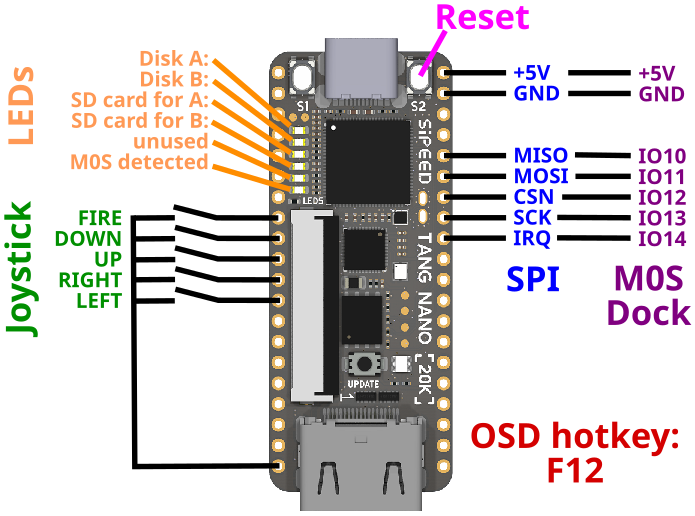 Reset
LEDs
Disk A:
Disk B:
SD card for A:
SD card for B:
unused
M0S detected
S1
S2
SiPEED
TANG NANO
20K
LED5
UPDATE
1
Joystick
FIRE
DOWN
UP
RIGHT
LEFT
+5V +5V
GND GND
MISO IO10
MOSI IO11
CSN IO12
SCK IO13
IRQ IO14
SPI
M0S
Dock
OSD hotkey:
F12